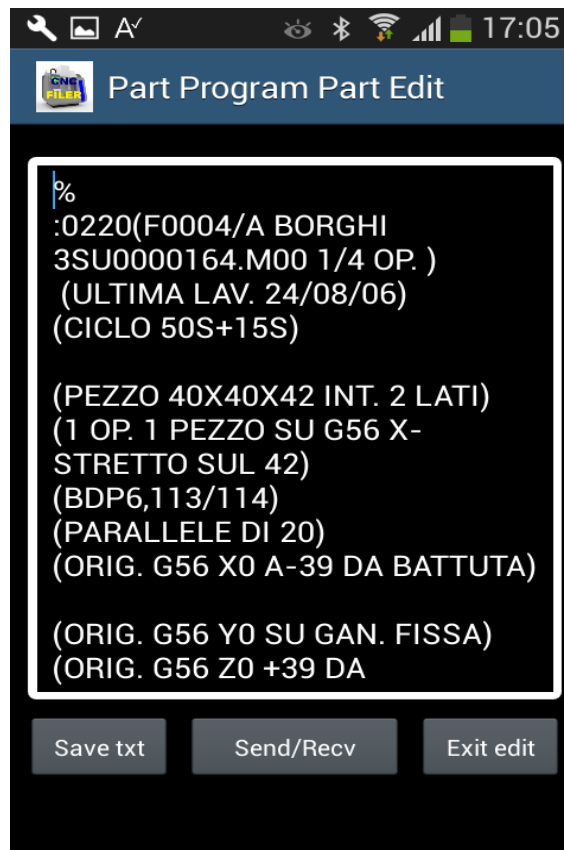 A
17:05
CNC
FILER
Part Program Part Edit
%
:0220(F0004/A BORGHI
3SU0000164.M00 1/4 OP. )
(ULTIMA LAV. 24/08/06)
(CICLO 50S+15S)
(PEZZO 40X40X42 INT. 2 LATI)
(1 OP. 1 PEZZO SU G56 X-
STRETTO SUL 42)
(BDP6,113/114)
(PARALLELE DI 20)
(ORIG. G56 X0 A-39 DA BATTUTA)
(ORIG. G56 Y0 SU GAN. FISSA)
(ORIG. G56 Z0 +39 DA
Save txt
Send/Recv
Exit edit